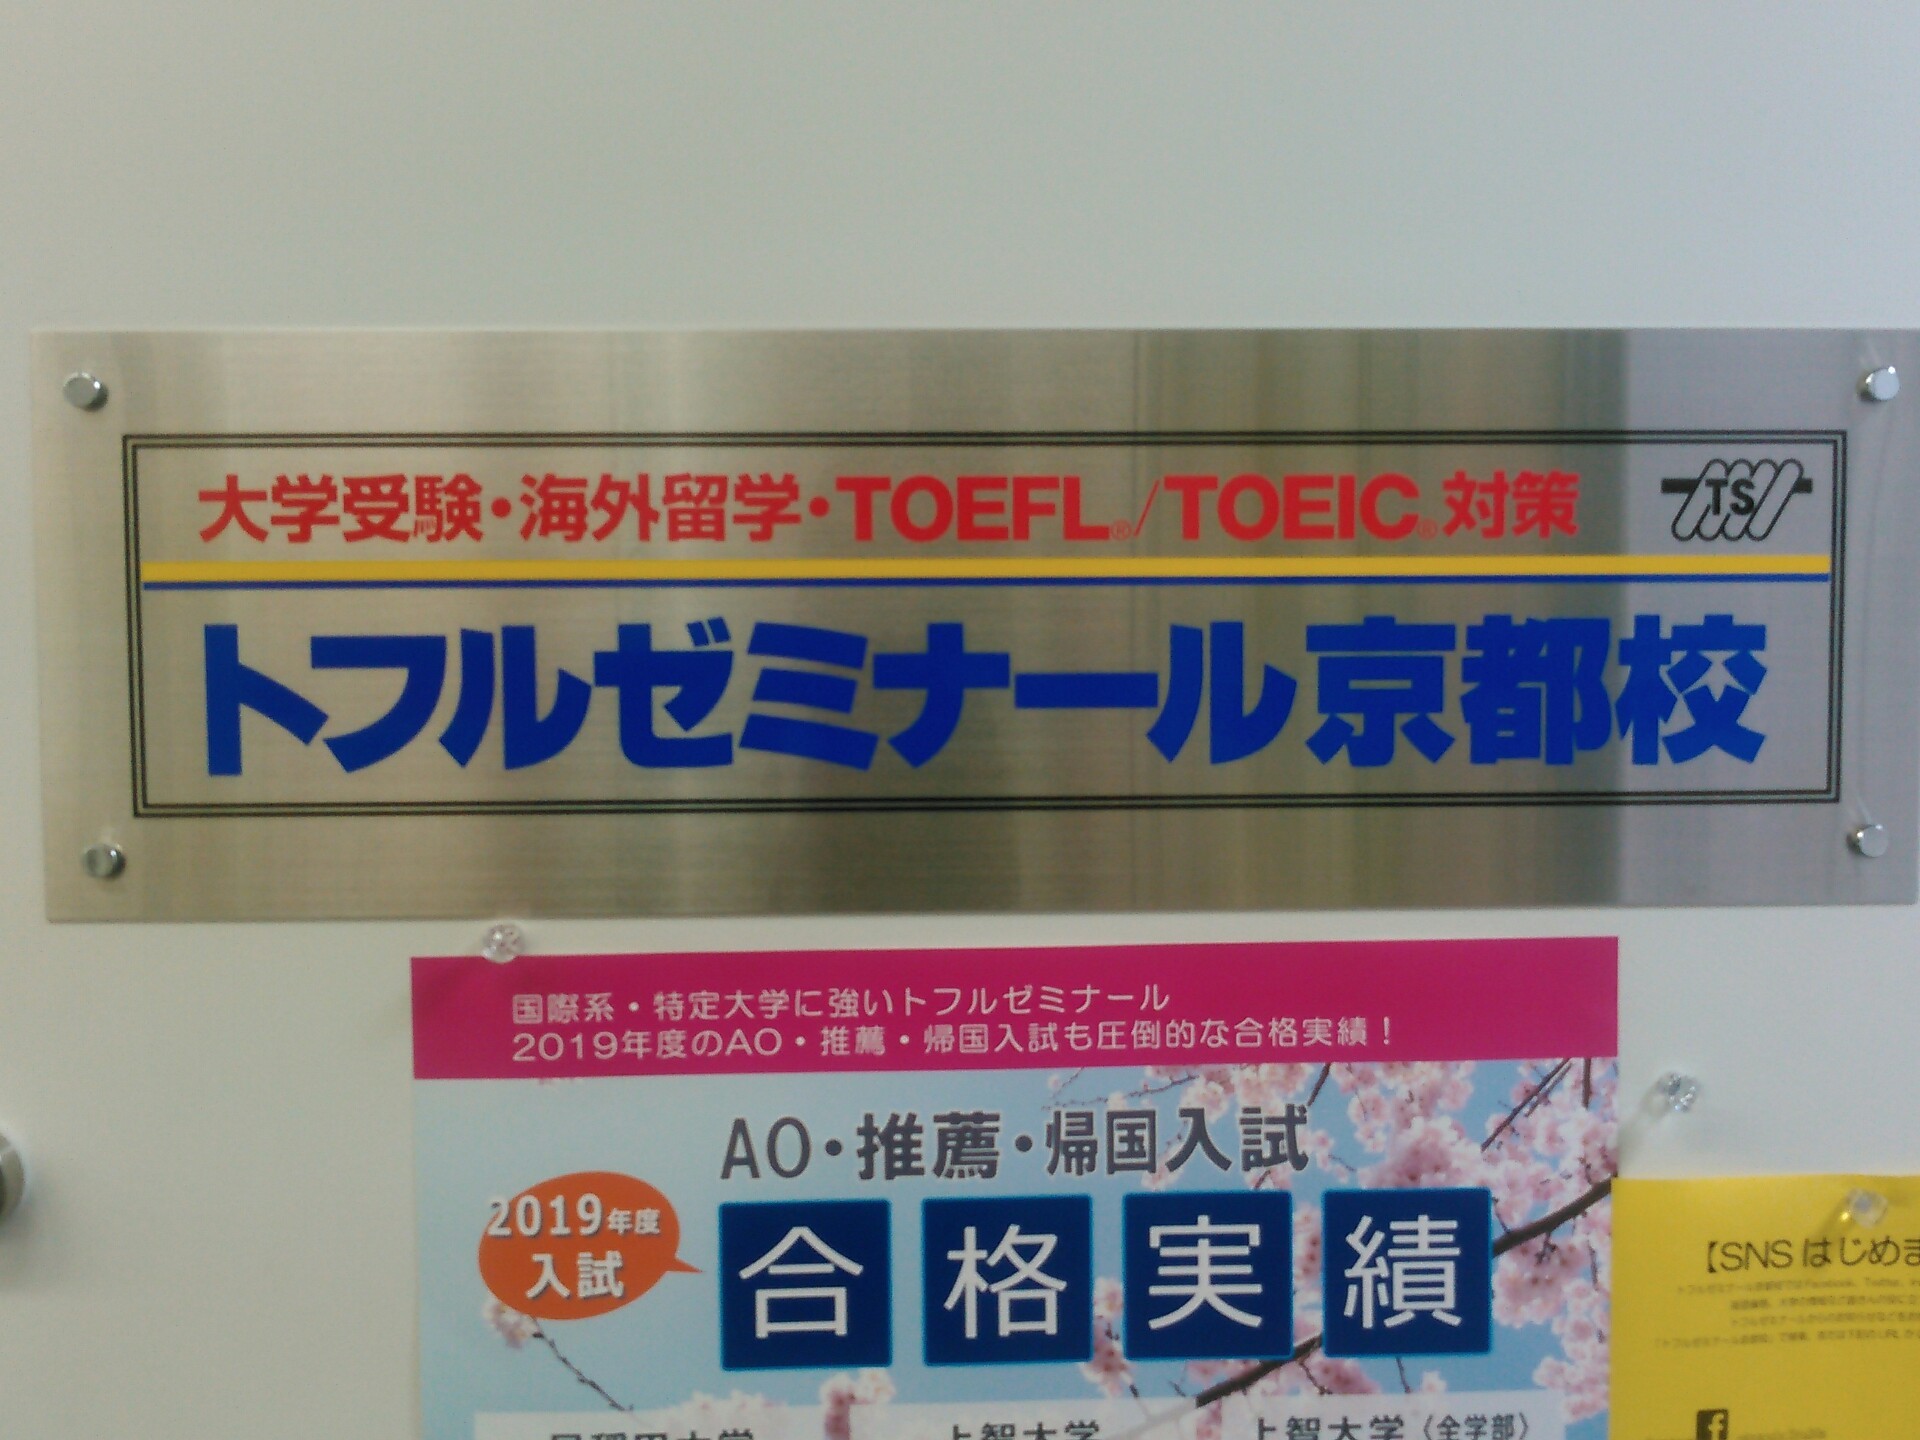 大学受験・海外留学・TOEFL®/TOEIC®対策
TS
トフルゼミナール京都校
国際系・特定大学に強いトフルゼミナール
2019年度のAO・推薦・帰国入試も圧倒的な合格実績！
AO・推薦・帰国入試
2019年度
入試
合格実績
早稲田大学 上智大学 上智大学（全学部）
【SNSはじめま